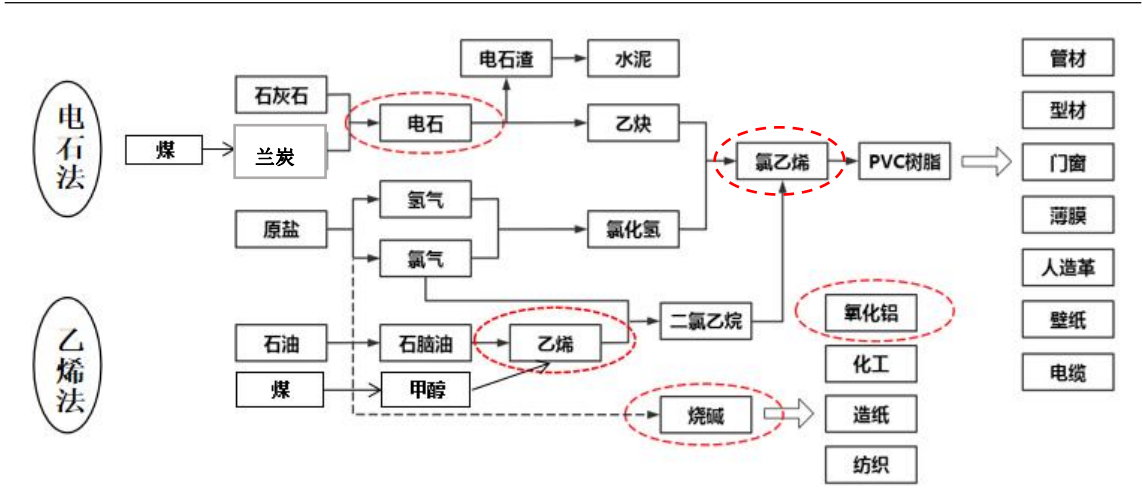 电石法
煤
石灰石
兰炭
电石
电石渣
水泥
乙炔
原盐
氢气
氯气
氯化氢
氯乙烯
PVC树脂
管材
型材
门窗
薄膜
人造革
壁纸
电缆
乙烯法
石油
石脑油
乙烯
二氯乙烷
煤
甲醇
烧碱
氧化铝
化工
造纸
纺织